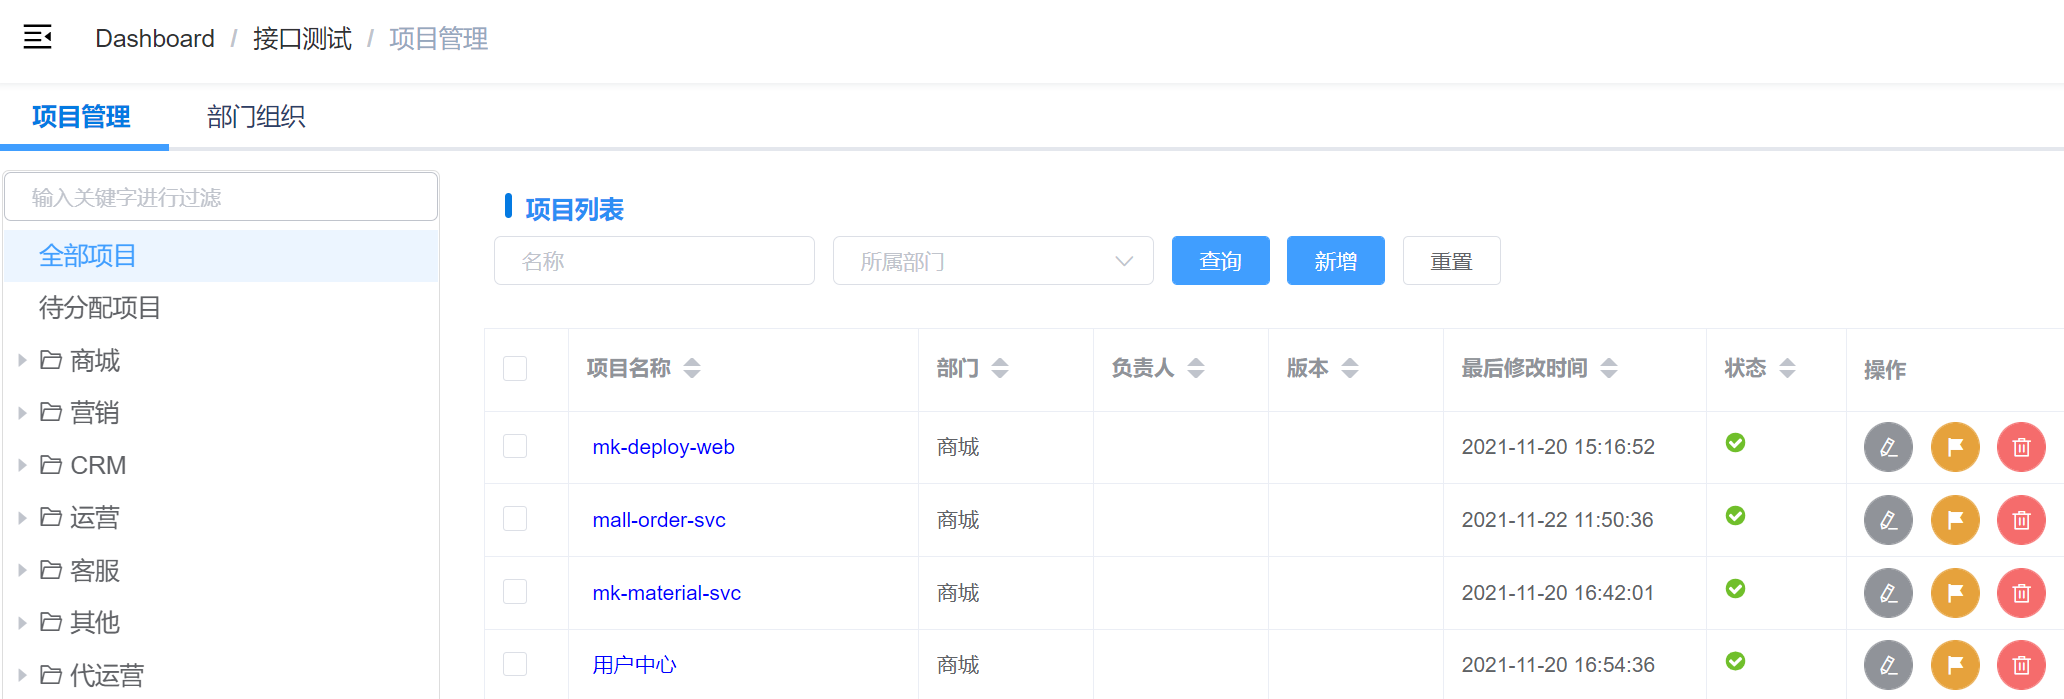 Dashboard / 接口测试 / 项目管理
项目管理 部门组织
输入关键字进行过滤
全部项目
待分配项目
商城
营销
CRM
运营
客服
其他
代运营
项目列表
名称 所属部门 查询 新增 重置
项目名称 部门 负责人 版本 最后修改时间 状态 操作
mk-deploy-web 商城 2021-11-20 15:16:52
mall-order-svc 商城 2021-11-22 11:50:36
mk-material-svc 商城 2021-11-20 16:42:01
用户中心 商城 2021-11-20 16:54:36